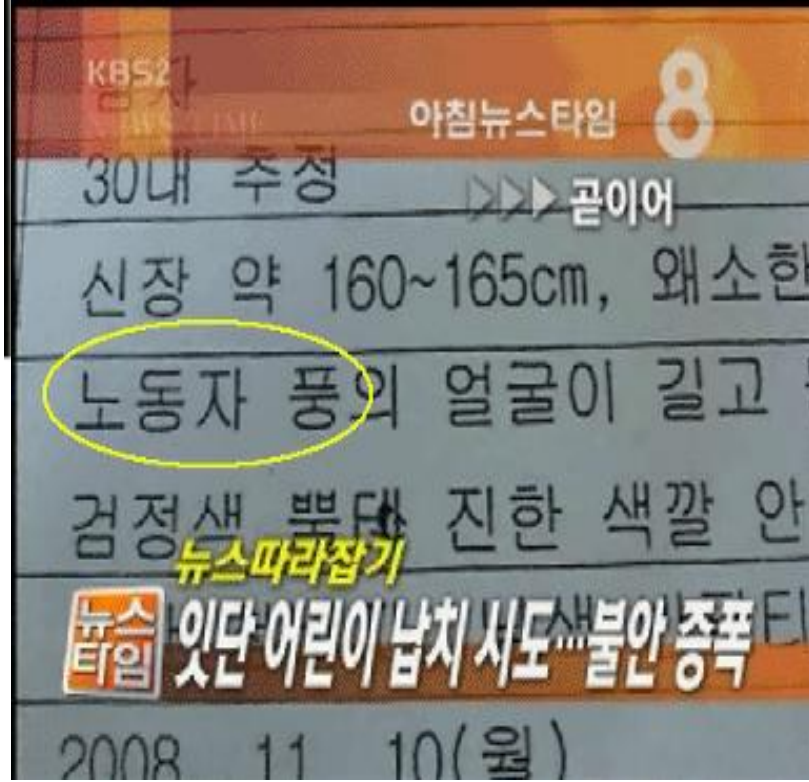 KBS2
아침뉴스타임 8
30대 추정
▷▷▶ 곧이어
신장 약 160~165cm, 왜소한
노동자 풍의 얼굴이 길고
검정색 뿔테 진한 색깔 안
뉴스따라잡기
뉴스타임
잇단 어린이 납치 시도…불안 증폭
2008. 11. 10(월)